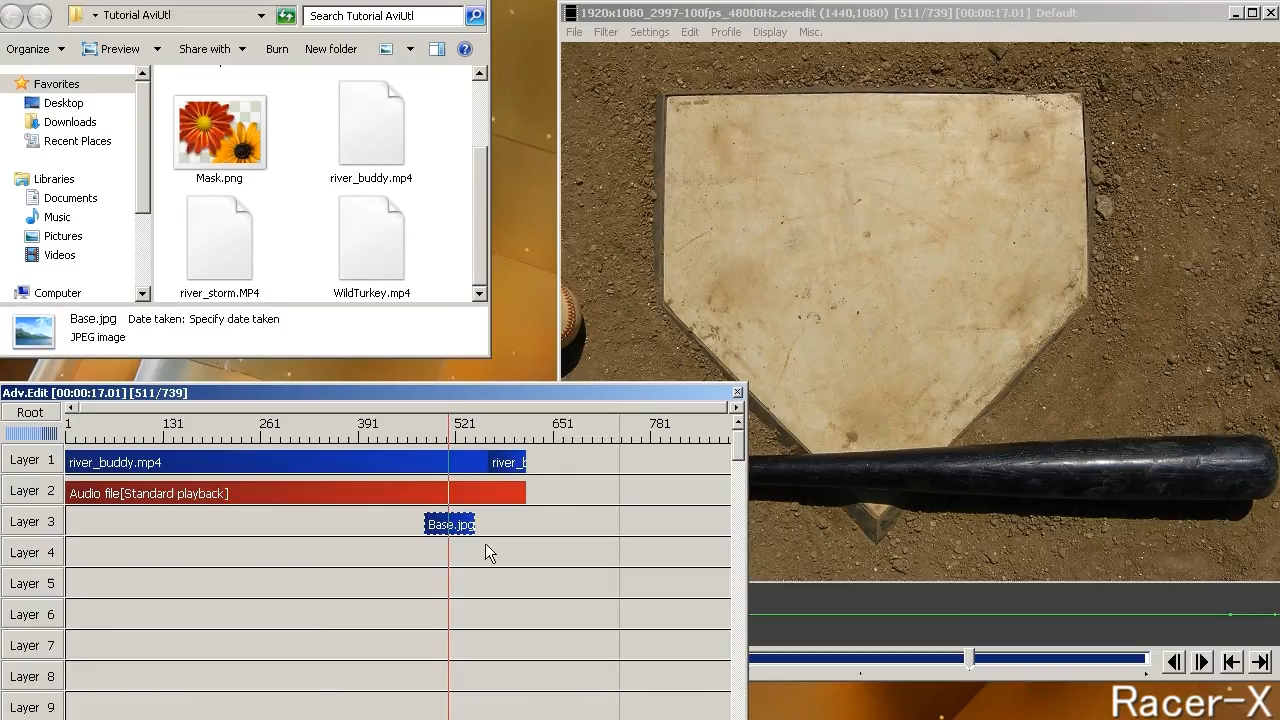 Tutorial AviUtl
Search Tutorial AviUtl
Organize
Preview
Share with
Burn
New folder
Favorites
Desktop
Downloads
Recent Places
Libraries
Documents
Music
Pictures
Videos
Computer
Mask.png
river_buddy.mp4
river_storm.MP4
WildTurkey.mp4
Base.jpg Date taken: Specify date taken
JPEG image
1920x1080_2997-100fps_48000Hz.exedit (1440,1080) [511/739] [00:00:17.01] Default
File Filter Settings Edit Profile Display Misc.
Adv.Edit [00:00:17.01] [511/739]
Root
1 131 261 391 521 651 781
Layer 1
river_buddy.mp4
river_b
Layer 2
Audio file[Standard playback]
Layer 3
Base.jpg
Layer 4
Layer 5
Layer 6
Layer 7
Layer 8
Layer 9
Racer-X